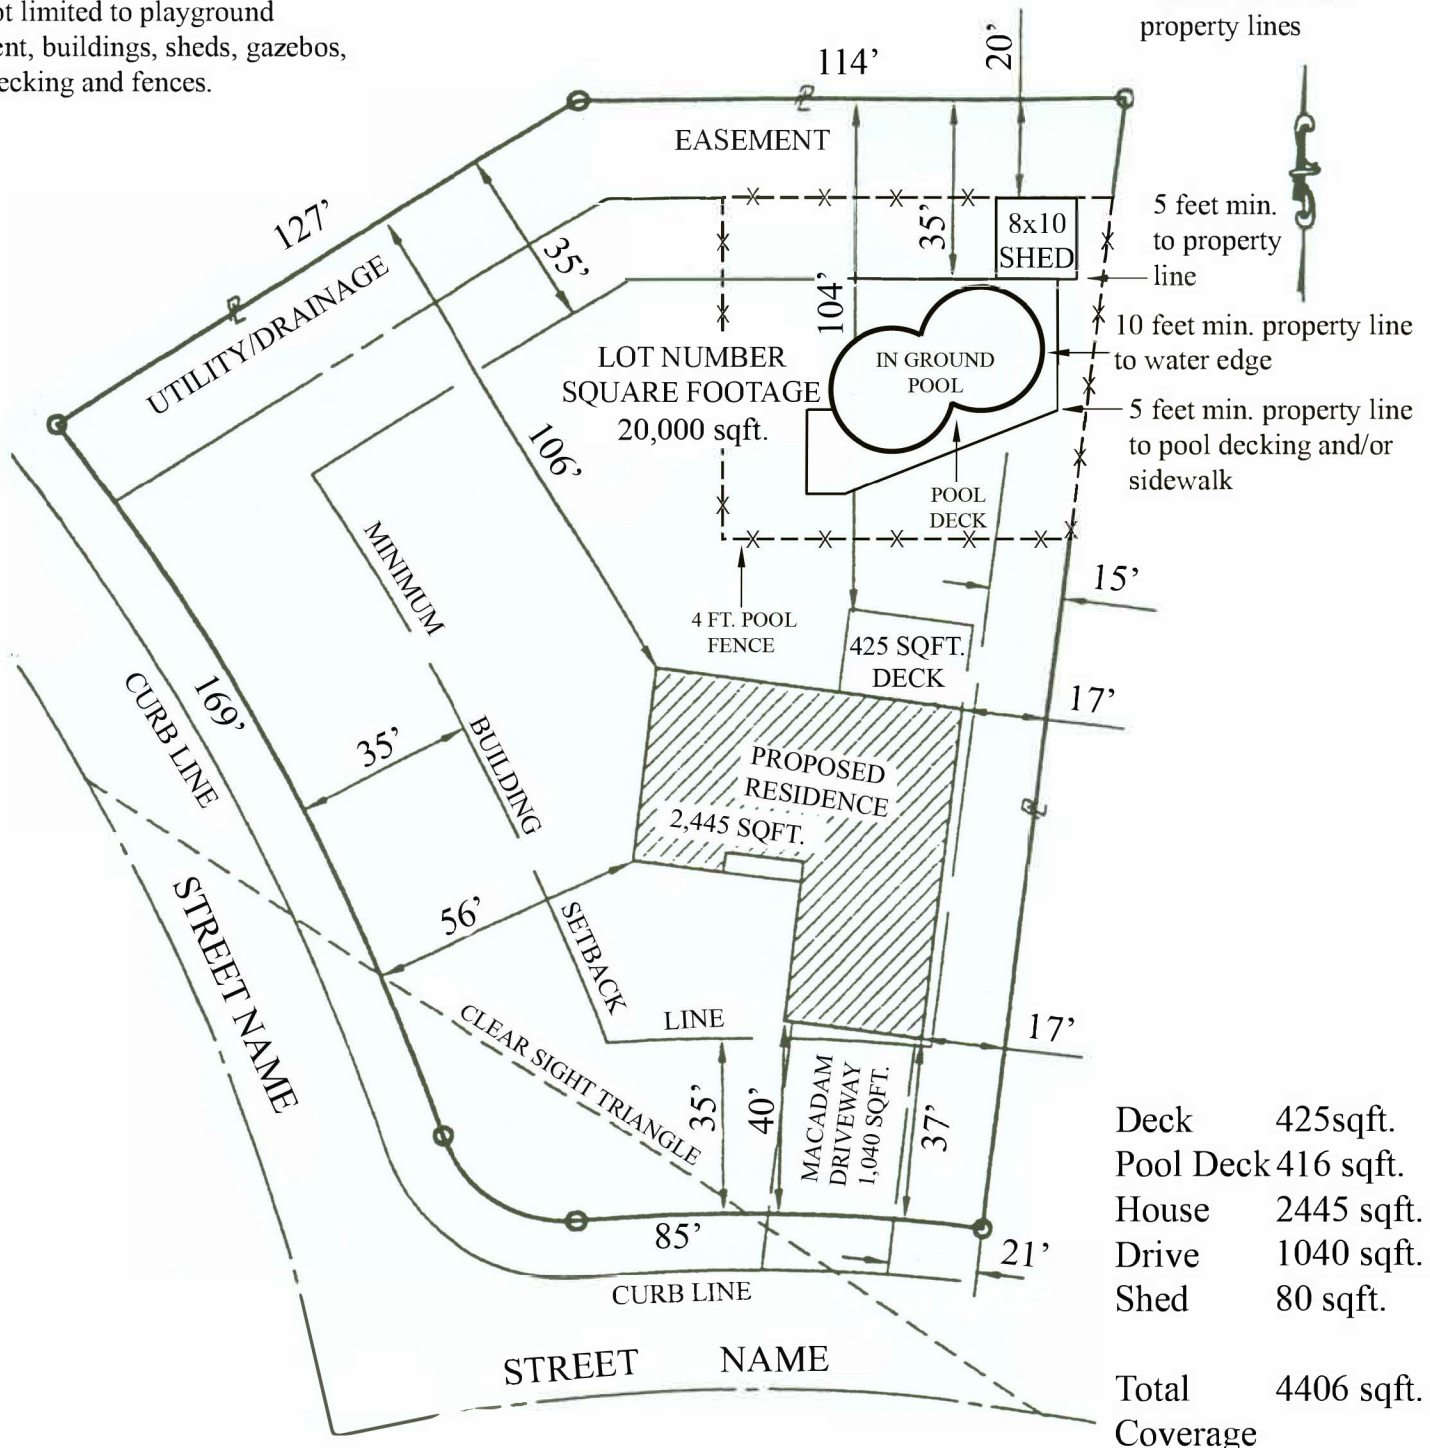 ot limited to playground
ent, buildings, sheds, gazebos,
ecking and fences.
property lines
20’
114’
EASEMENT
127’
35’
UTILITY/DRAINAGE
35’
8x10
SHED
5 feet min.
to property
line
104’
10 feet min. property line
to water edge
LOT NUMBER
SQUARE FOOTAGE
20,000 sqft.
IN GROUND
POOL
5 feet min. property line
to pool decking and/or
sidewalk
106’
POOL
DECK
MINIMUM
15’
4 FT. POOL
FENCE
425 SQFT.
DECK
17’
169’
CURB LINE
35’
BUILDING
PROPOSED
RESIDENCE
2,445 SQFT.
56’
SETBACK
STREET NAME
LINE
CLEAR SIGHT TRIANGLE
17’
35’
40’
MACADAM
DRIVEWAY
1,040 SQFT.
37’
85’
21’
CURB LINE
STREET NAME
Deck 425sqft.
Pool Deck 416 sqft.
House 2445 sqft.
Drive 1040 sqft.
Shed 80 sqft.
Total 4406 sqft.
Coverage